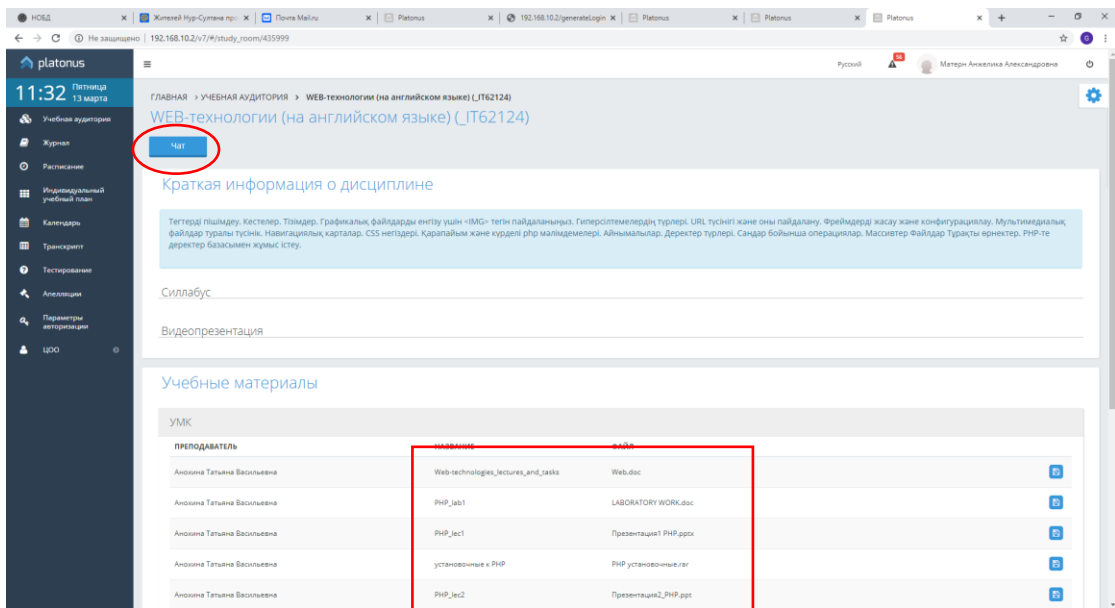 НОБД
Жителей Нур-Султана пр
Почта Mail.ru
Platonus
192.168.10.2/generateLogin
Platonus
Platonus
Platonus
Не защищено | 192.168.10.2/v7/#/study_room/435999
G
platonus
Русский
56
Матерн Анжелика Александровна
11:32 Пятница
13 марта
ГЛАВНАЯ > УЧЕБНАЯ АУДИТОРИЯ > WEB-технологии (на английском языке) (_IT62124)
WEB-технологии (на английском языке) (_IT62124)
Чат
Учебная аудитория
Журнал
Расписание
Индивидуальный
учебный план
Календарь
Транскрипт
Тестирование
Апелляции
Параметры
авторизации
ЦОО
Краткая информация о дисциплине
Тегтерді пішімдеу. Кестелер. Тізімдер. Графикалық файлдарды енгізу үшін «IMG» тегін пайдаланыңыз. Гиперсілтемелердің түрлері. URL түсінігі және оны пайдалану. Фреймдерді жасау және конфигурациялау. Мультимедиалық
файлдар туралы түсінік. Навигациялық карталар. CSS негіздері. Қарапайым және күрделі php мәлімдемелері. Айнымалылар. Деректер түрлері. Сандар бойынша операциялар. Массивтер Файлдар Тұрақты өрнектер. PHP-те
деректер базасымен жұмыс істеу.
Силлабус
Видеопрезентация
Учебные материалы
УМК
ПРЕПОДАВАТЕЛЬ НАЗВАНИЕ ФАЙЛ
Анохина Татьяна Васильевна Web-technologies_lectures_and_tasks Web.doc
Анохина Татьяна Васильевна PHP_lab1 LABORATORY WORK.doc
Анохина Татьяна Васильевна PHP_lec1 Презентация1 PHP.pptx
Анохина Татьяна Васильевна установочные к PHP PHP установочные.rar
Анохина Татьяна Васильевна PHP_lec2 Презентация2_PHP.ppt